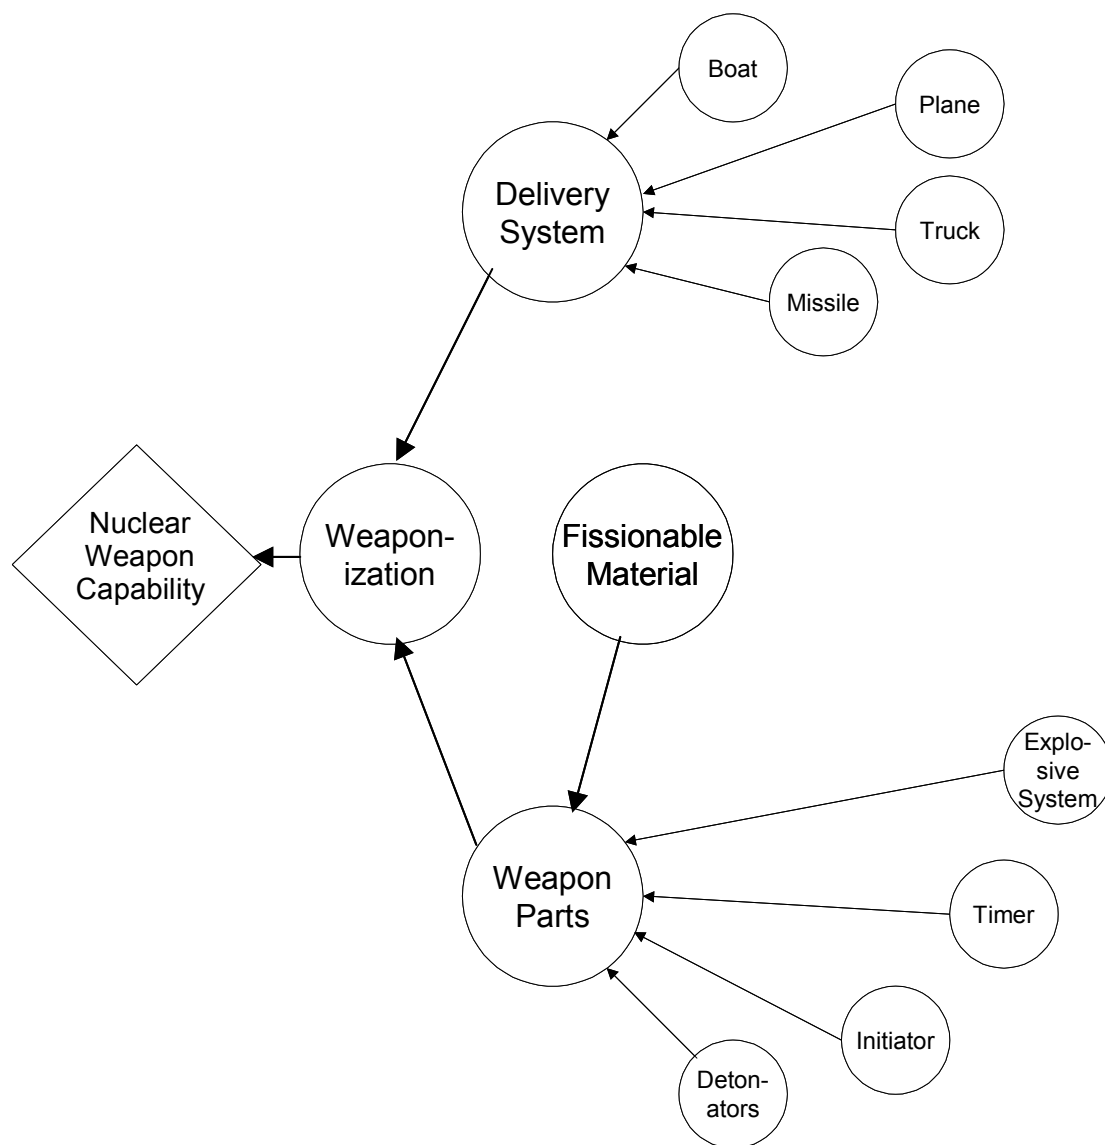 Boat
Plane
Delivery
System
Truck
Missile
Nuclear
Weapon
Capability
Weapon-
ization
Fissionable
Material
Explo-
sive
System
Weapon
Parts
Timer
Initiator
Deton-
ators